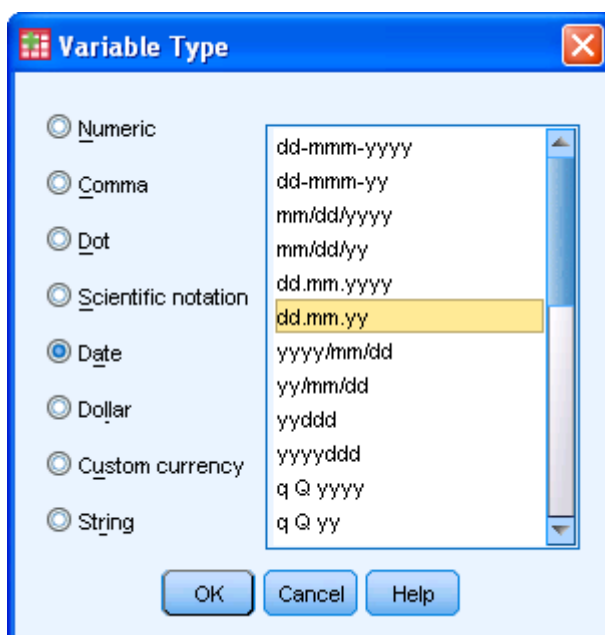 Variable Type
Numeric
Comma
Dot
Scientific notation
Date
Dollar
Custom currency
String
dd-mmm-yyyy
dd-mmm-yy
mm/dd/yyyy
mm/dd/yy
dd.mm.yyyy
dd.mm.yy
yyyy/mm/dd
yy/mm/dd
yyddd
yyyyddd
q Q yyyy
q Q yy
OK
Cancel
Help